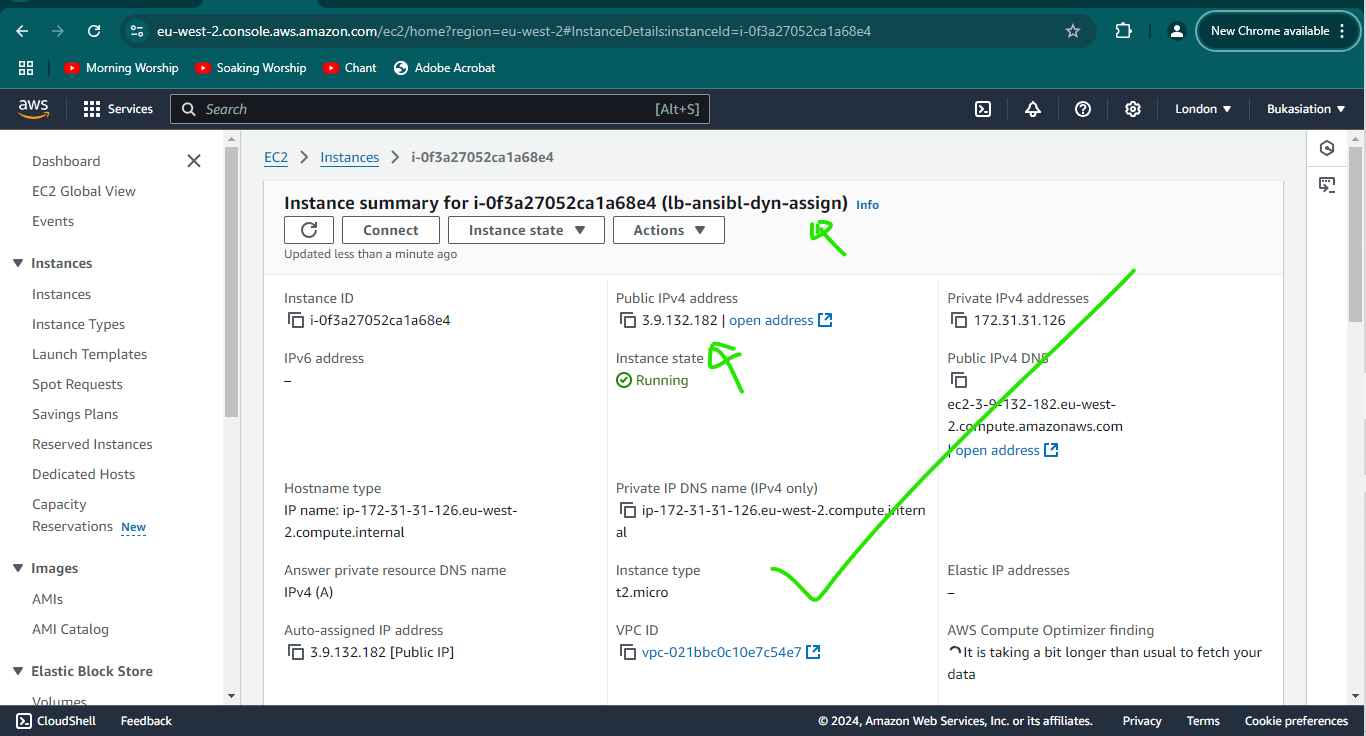 eu-west-2.console.aws.amazon.com/ec2/home?region=eu-west-2#InstanceDetails:instanceId=i-0f3a27052ca1a68e4
New Chrome available
Morning Worship
Soaking Worship
Chant
Adobe Acrobat
aws
Services
Search
[Alt+S]
London
Bukasiation
Dashboard
EC2 Global View
Events
Instances
Instances
Instance Types
Launch Templates
Spot Requests
Savings Plans
Reserved Instances
Dedicated Hosts
Capacity
Reservations New
Images
AMIs
AMI Catalog
Elastic Block Store
Volumes
EC2 > Instances > i-0f3a27052ca1a68e4
Instance summary for i-0f3a27052ca1a68e4 (lb-ansibl-dyn-assign) Info
Connect
Instance state
Actions
Updated less than a minute ago
Instance ID
i-0f3a27052ca1a68e4
Public IPv4 address
3.9.132.182 | open address
Private IPv4 addresses
172.31.31.126
IPv6 address
–
Instance state
Running
Public IPv4 DNS
ec2-3-9-132-182.eu-west-
2.compute.amazonaws.com
| open address
Hostname type
IP name: ip-172-31-31-126.eu-west-
2.compute.internal
Private IP DNS name (IPv4 only)
ip-172-31-31-126.eu-west-2.compute.intern
al
Answer private resource DNS name
IPv4 (A)
Instance type
t2.micro
Elastic IP addresses
–
Auto-assigned IP address
3.9.132.182 [Public IP]
VPC ID
vpc-021bbc0c10e7c54e7
AWS Compute Optimizer finding
It is taking a bit longer than usual to fetch your
data
CloudShell
Feedback
© 2024, Amazon Web Services, Inc. or its affiliates.
Privacy
Terms
Cookie preferences